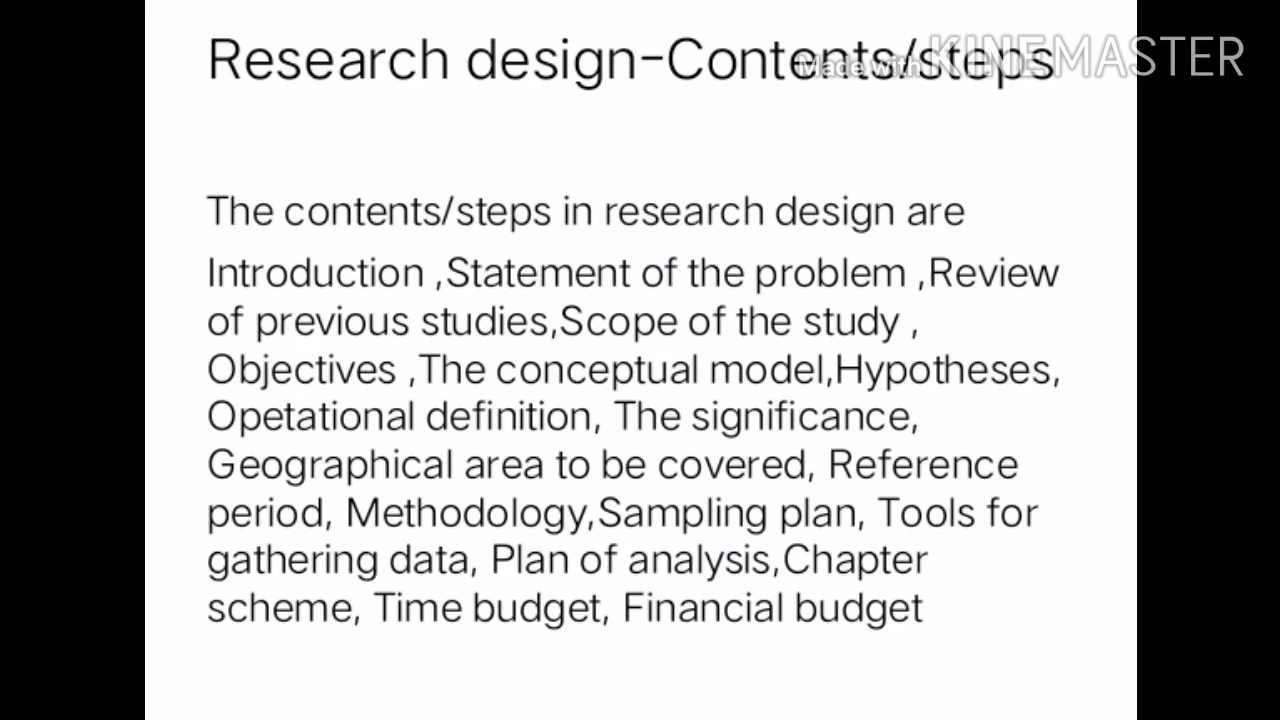 Research design-Contents/steps
Made with KINEMASTER
The contents/steps in research design are
Introduction ,Statement of the problem ,Review
of previous studies,Scope of the study ,
Objectives ,The conceptual model,Hypotheses,
Opetational definition, The significance,
Geographical area to be covered, Reference
period, Methodology,Sampling plan, Tools for
gathering data, Plan of analysis,Chapter
scheme, Time budget, Financial budget